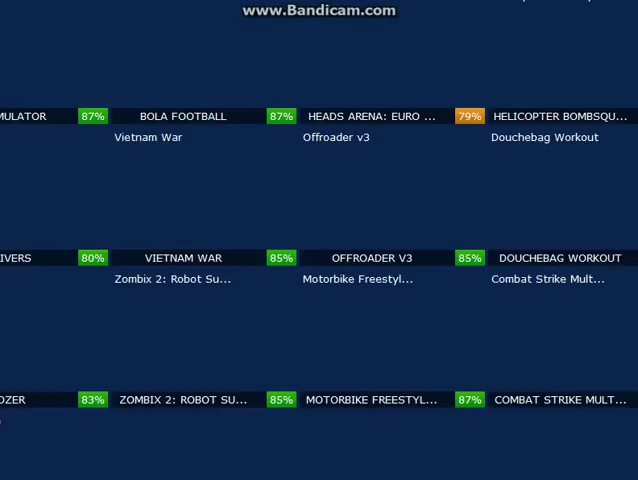 www.Bandicam.com
MULATOR 87% BOLA FOOTBALL 87% HEADS ARENA: EURO ... 79% HELICOPTER BOMBSQU...
Vietnam War Offroader v3 Douchebag Workout
IVERS 80% VIETNAM WAR 85% OFFROADER V3 85% DOUCHEBAG WORKOUT
Zombix 2: Robot Su... Motorbike Freestyl... Combat Strike Mult...
OZER 83% ZOMBIX 2: ROBOT SU... 85% MOTORBIKE FREESTYL... 87% COMBAT STRIKE MULT...